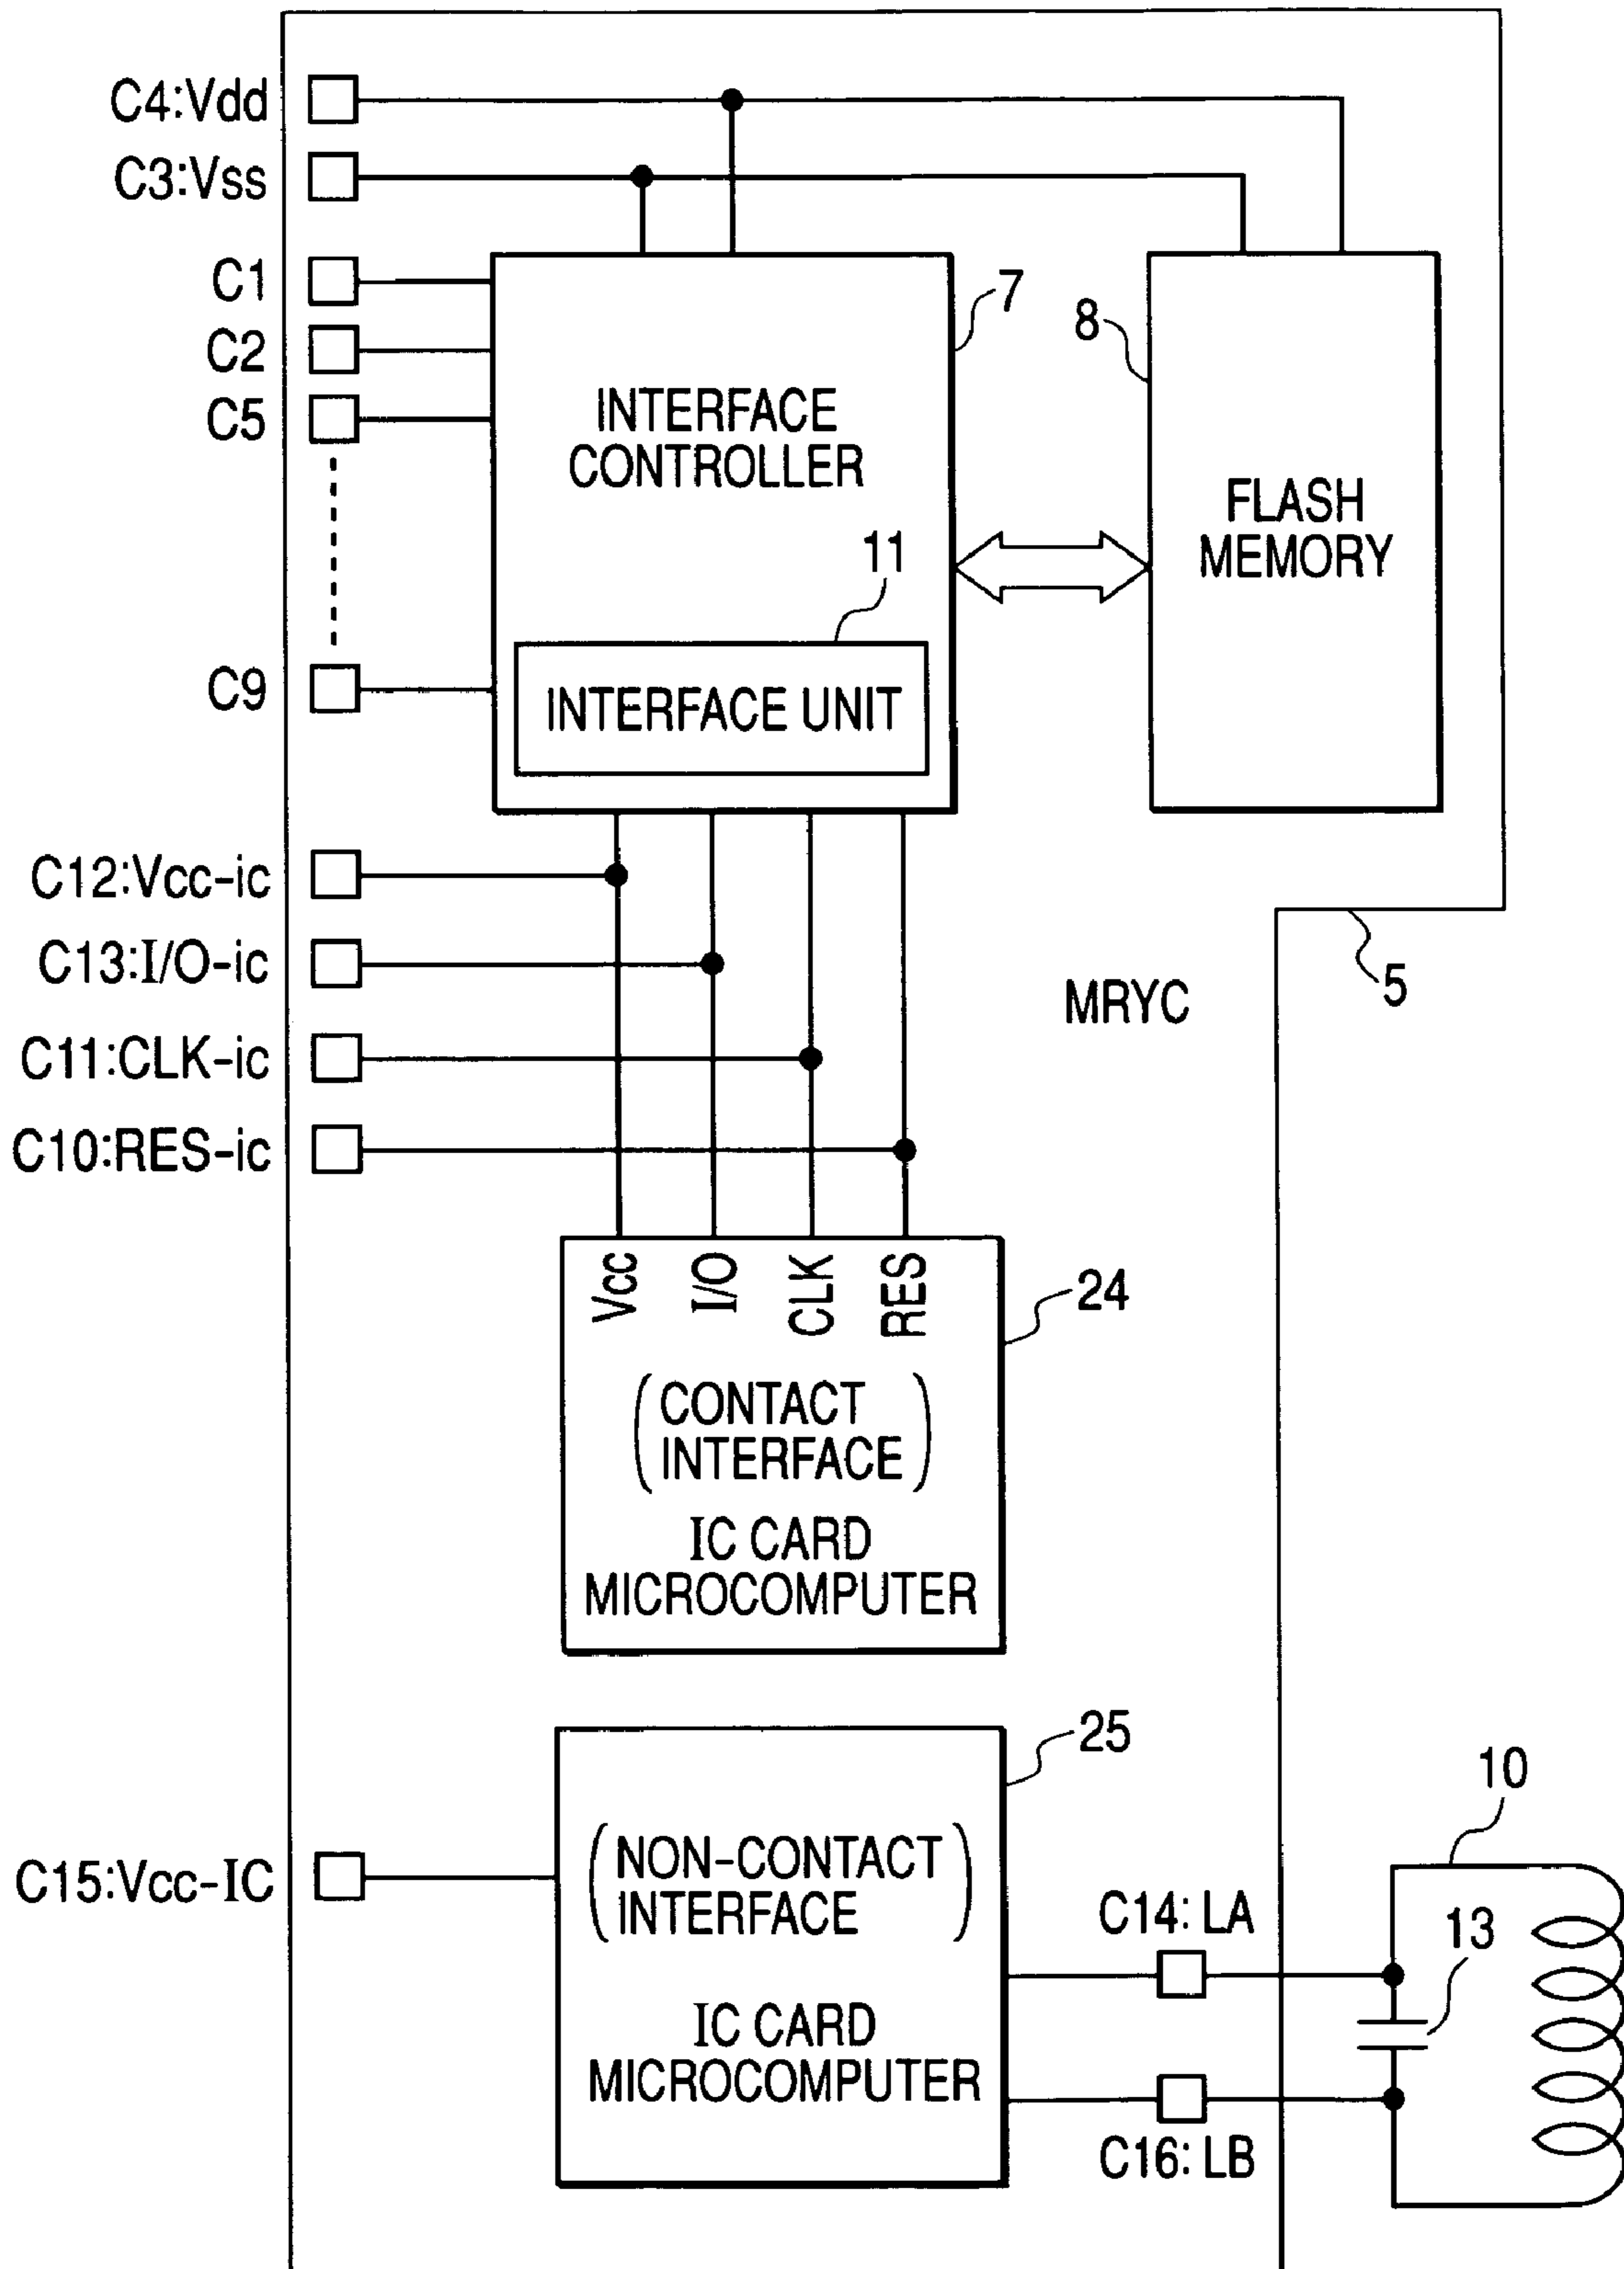 C4:Vdd
C3:Vss
C1
C2
C5
C9
7
8
INTERFACE
CONTROLLER
11
INTERFACE UNIT
FLASH
MEMORY
C12:Vcc-ic
C13:I/O-ic
C11:CLK-ic
C10:RES-ic
MRYC
5
Vcc
I/O
CLK
RES
24
(CONTACT
INTERFACE)
IC CARD
MICROCOMPUTER
25
C15:Vcc-IC
(NON-CONTACT
INTERFACE)
IC CARD
MICROCOMPUTER
C14: LA
C16: LB
10
13